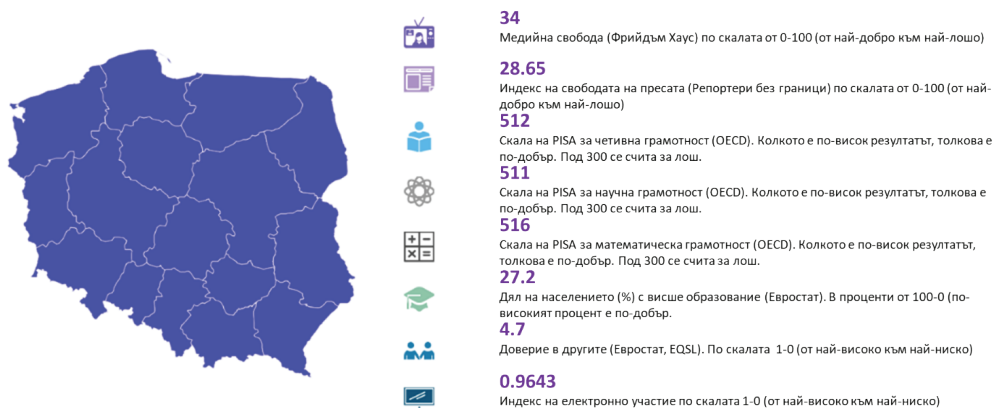 34
Медийна свобода (Фрийдъм Хаус) по скалата от 0-100 (от най-добро към най-лошо)
28.65
Индекс на свободата на пресата (Репортери без граници) по скалата от 0-100 (от най-
добро към най-лошо)
512
Скала на PISA за четивна грамотност (OECD). Колкото е по-висок резултатът, толкова е
по-добър. Под 300 се счита за лош.
511
Скала на PISA за научна грамотност (OECD). Колкото е по-висок резултатът, толкова е
по-добър. Под 300 се счита за лош.
516
Скала на PISA за математическа грамотност (OECD). Колкото е по-висок резултатът,
толкова е по-добър. Под 300 се счита за лош.
27.2
Дял на населението (%) с висше образование (Евростат). В проценти от 100-0 (по-
високият процент е по-добър.
4.7
Доверие в другите (Евростат, EQSL). По скалата 1-0 (от най-високо към най-ниско)
0.9643
Индекс на електронно участие по скалата 1-0 (от най-високо към най-ниско)